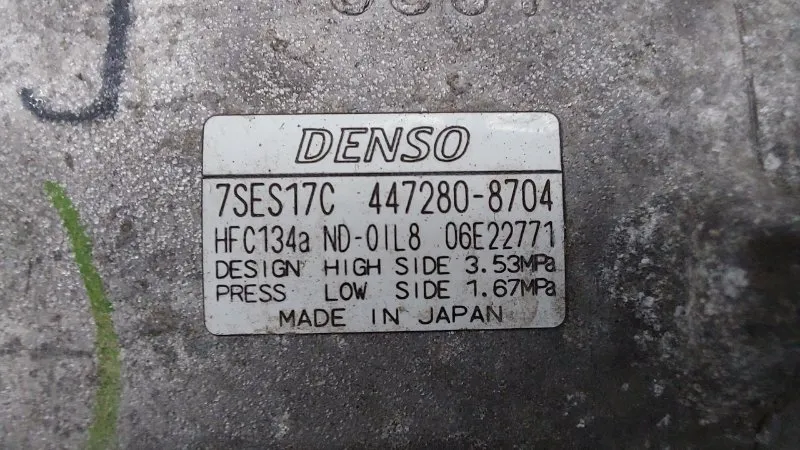 DENSO
7SES17C 447280-8704
HFC134a ND-OIL8 06E22771
DESIGN HIGH SIDE 3.53MPa
PRESS LOW SIDE 1.67MPa
MADE IN JAPAN